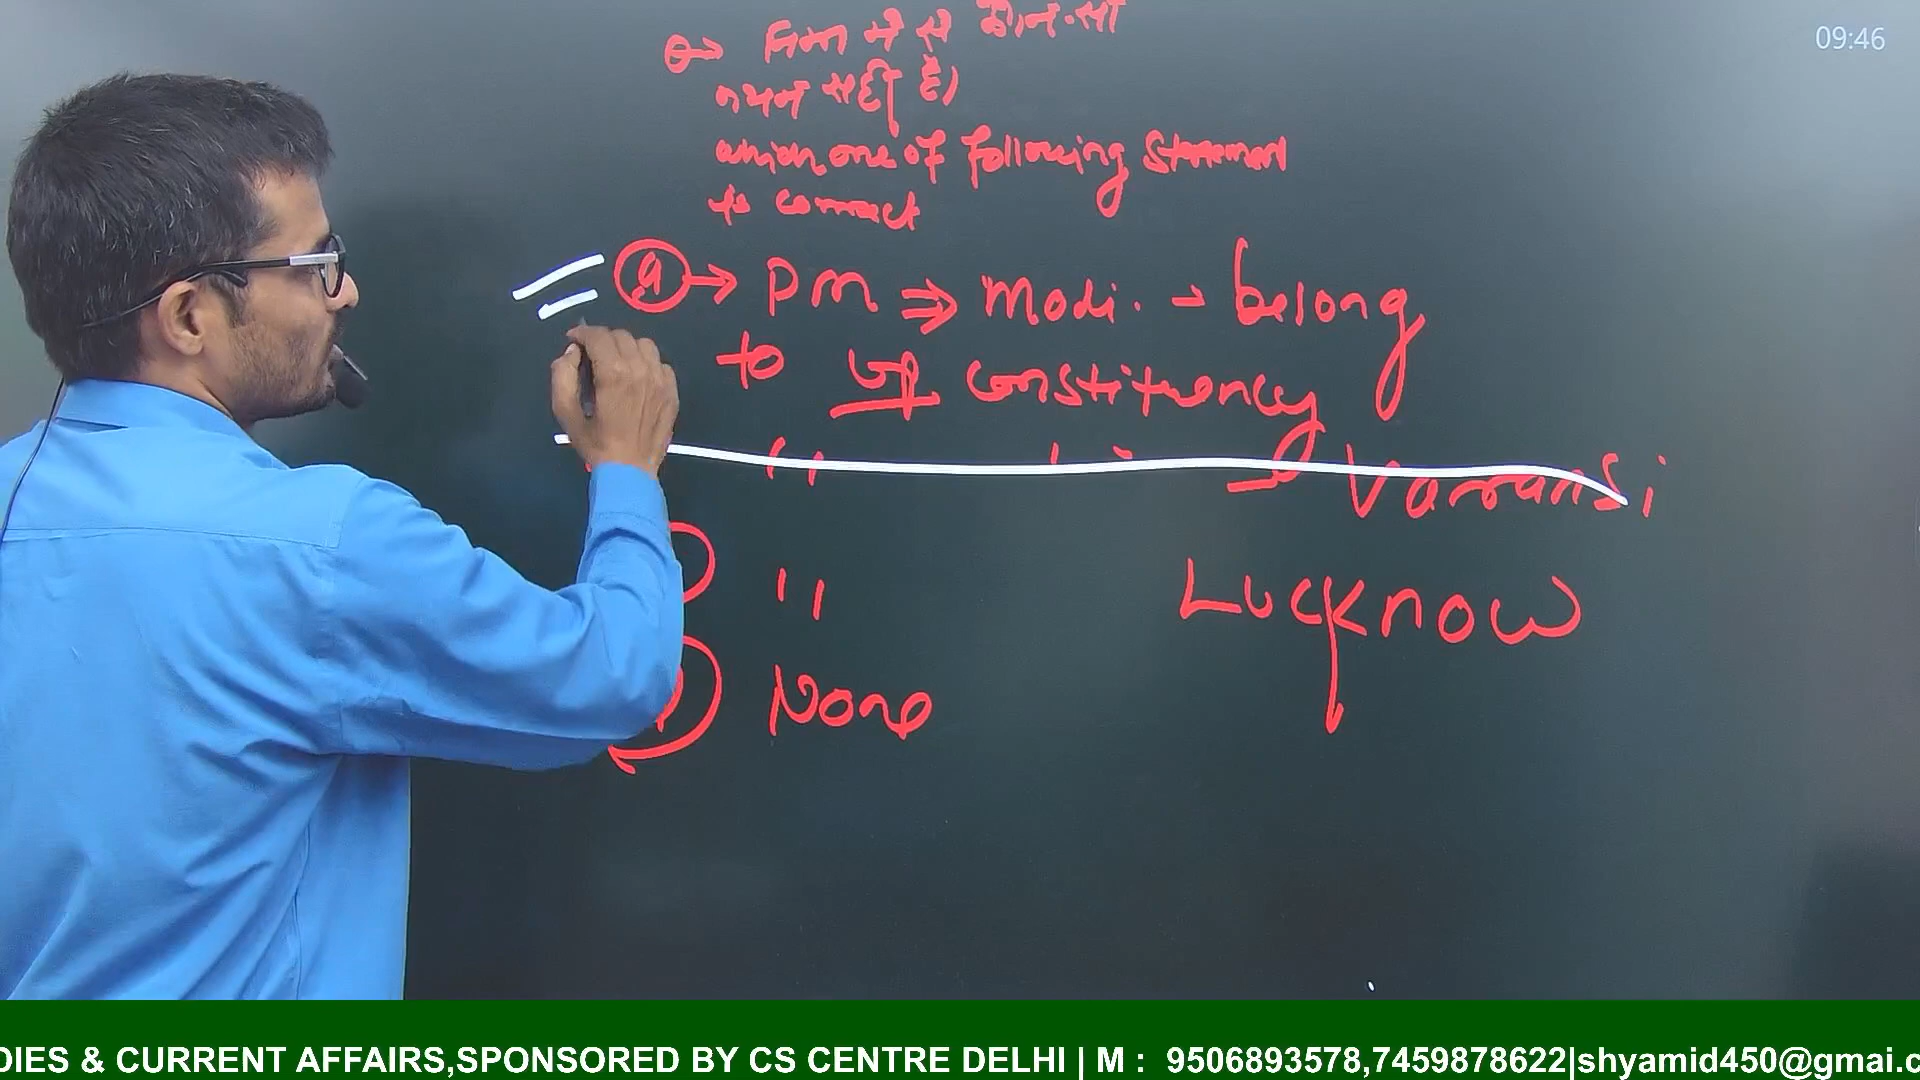 09:46
Q→ निम्न में से कौन-सा
कथन सही है।
which one of following Statement
is correct
(a) → PM ⇒ Modi. - belong
to UP constituency
" → Varransi
" Lucknow
None
DIES & CURRENT AFFAIRS,SPONSORED BY CS CENTRE DELHI | M : 9506893578,7459878622|shyamid450@gmai.c